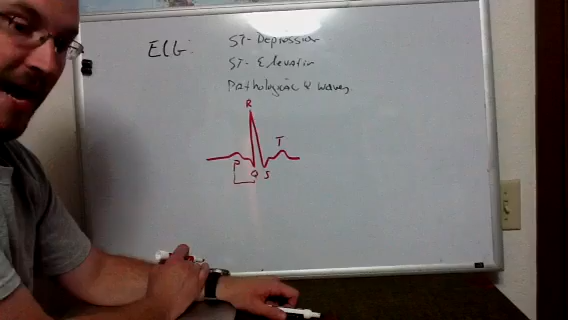 ECG:
ST-Depression
ST-Elevation
Pathological Q waves
R
T
P
Q S